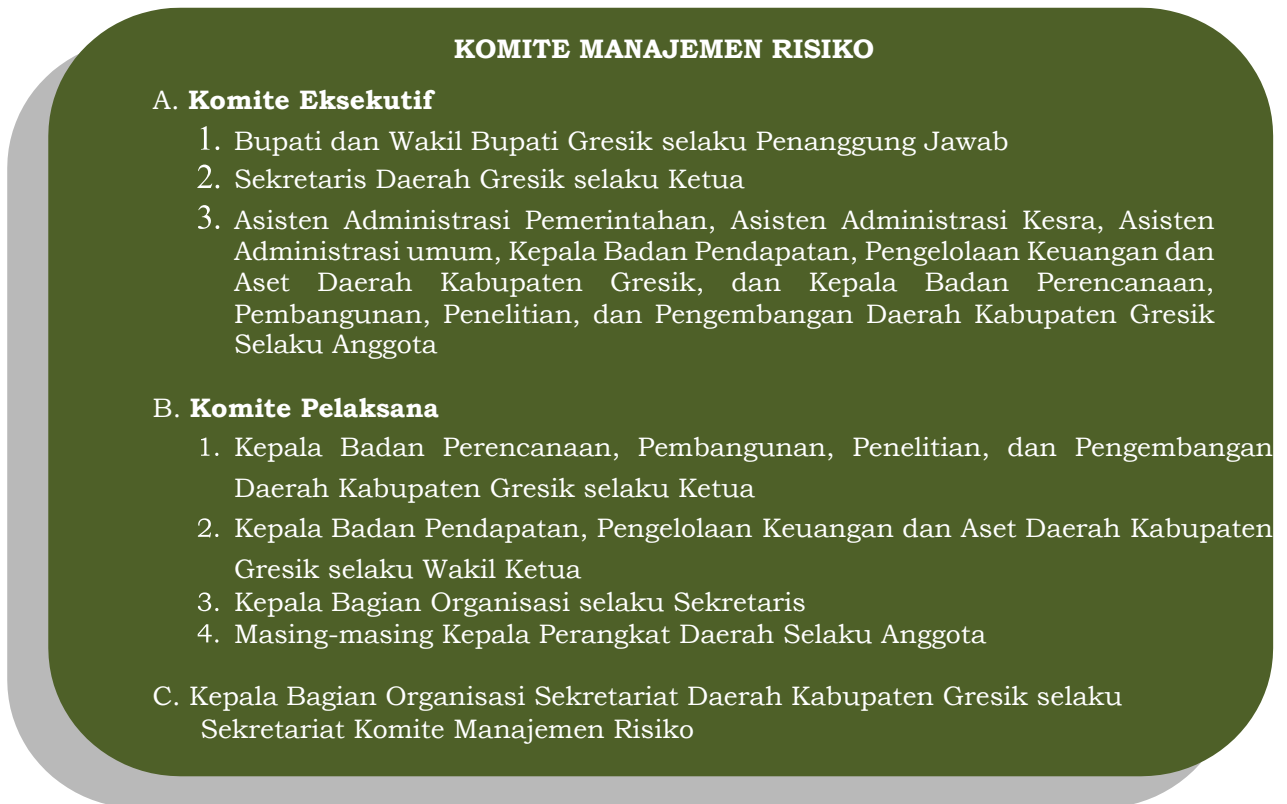 KOMITE MANAJEMEN RISIKO
A. Komite Eksekutif
1. Bupati dan Wakil Bupati Gresik selaku Penanggung Jawab
2. Sekretaris Daerah Gresik selaku Ketua
3. Asisten Administrasi Pemerintahan, Asisten Administrasi Kesra, Asisten
Administrasi umum, Kepala Badan Pendapatan, Pengelolaan Keuangan dan
Aset Daerah Kabupaten Gresik, dan Kepala Badan Perencanaan,
Pembangunan, Penelitian, dan Pengembangan Daerah Kabupaten Gresik
Selaku Anggota
B. Komite Pelaksana
1. Kepala Badan Perencanaan, Pembangunan, Penelitian, dan Pengembangan
Daerah Kabupaten Gresik selaku Ketua
2. Kepala Badan Pendapatan, Pengelolaan Keuangan dan Aset Daerah Kabupaten
Gresik selaku Wakil Ketua
3. Kepala Bagian Organisasi selaku Sekretaris
4. Masing-masing Kepala Perangkat Daerah Selaku Anggota
C. Kepala Bagian Organisasi Sekretariat Daerah Kabupaten Gresik selaku
Sekretariat Komite Manajemen Risiko